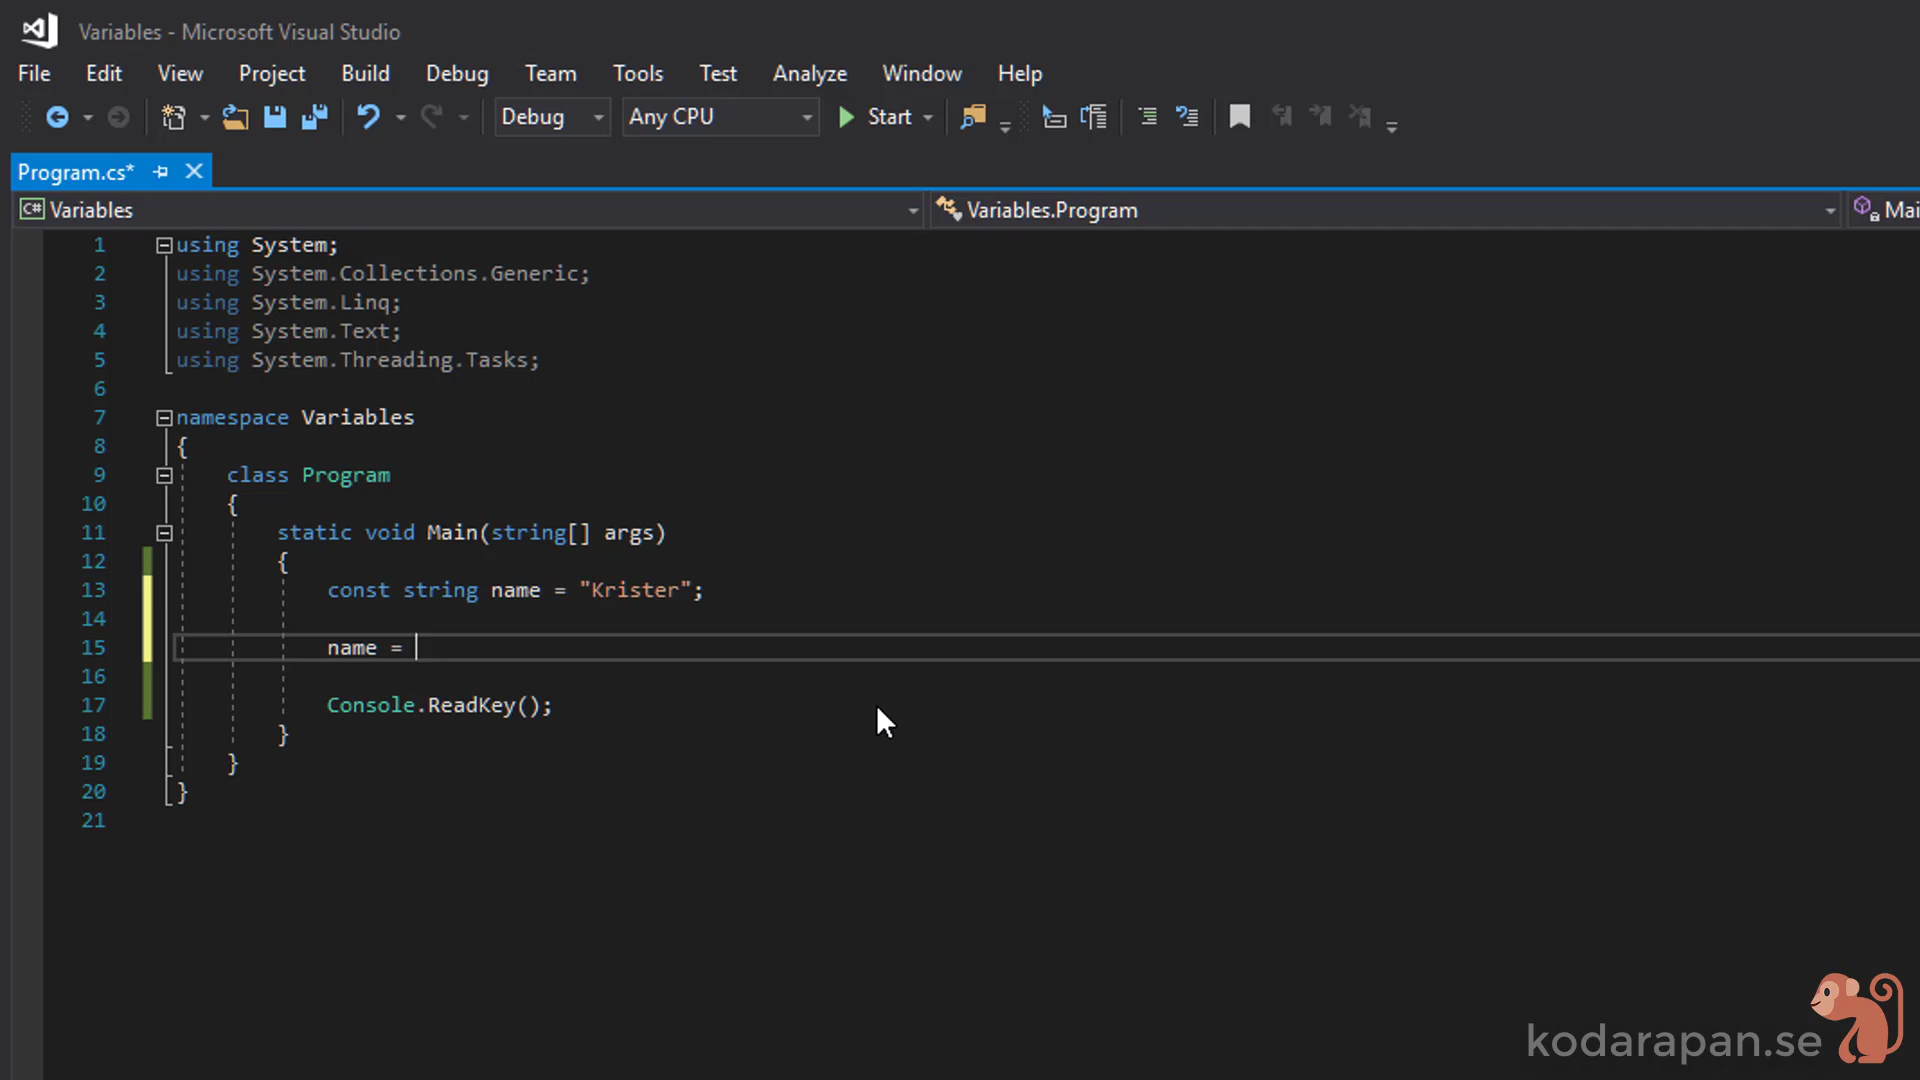 Variables - Microsoft Visual Studio
File Edit View Project Build Debug Team Tools Test Analyze Window Help
Debug Any CPU Start
Program.cs*
C# Variables Variables.Program Mai
1 using System;
2 using System.Collections.Generic;
3 using System.Linq;
4 using System.Text;
5 using System.Threading.Tasks;
6
7 namespace Variables
8 {
9 class Program
10 {
11 static void Main(string[] args)
12 {
13 const string name = "Krister";
14
15 name =
16
17 Console.ReadKey();
18 }
19 }
20 }
21
kodarapan.se